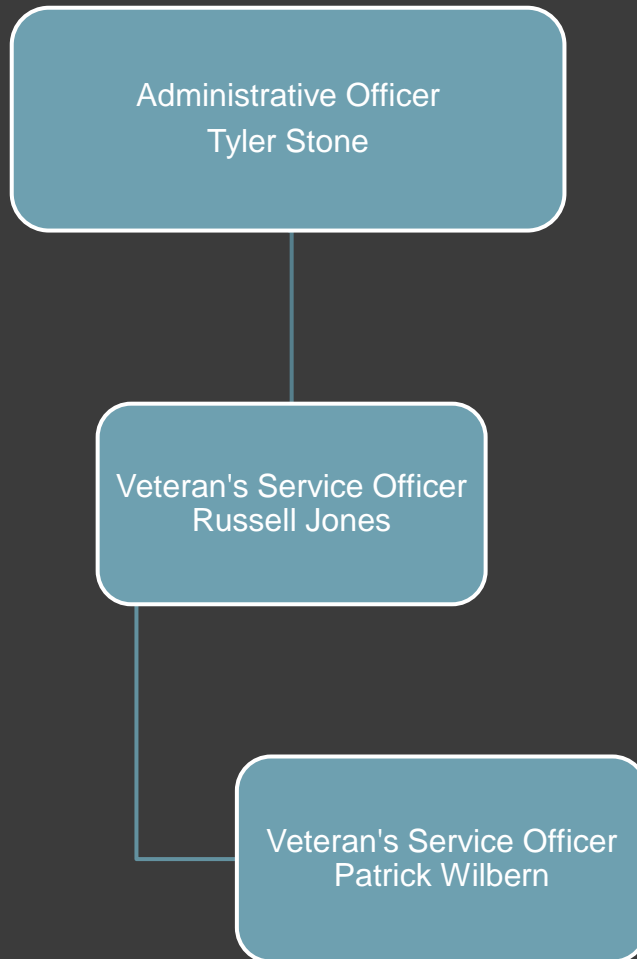 Administrative Officer
Tyler Stone
Veteran's Service Officer
Russell Jones
Veteran's Service Officer
Patrick Wilbern